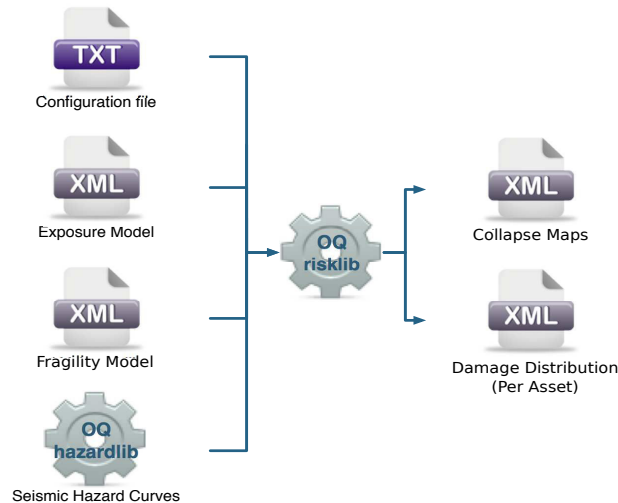 TXT
Configuration file
XML
Exposure Model
XML
Fragility Model
OQ
hazardlib
Seismic Hazard Curves
OQ
risklib
XML
Collapse Maps
XML
Damage Distribution
(Per Asset)